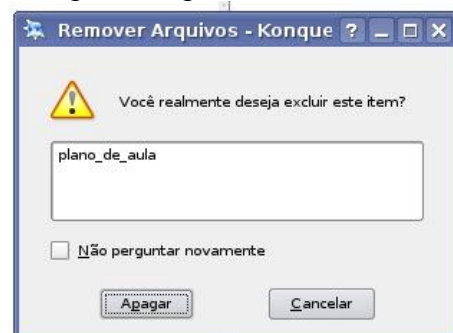 Remover Arquivos - Konque
Você realmente deseja excluir este item?
plano_de_aula
Não perguntar novamente
Apagar
Cancelar